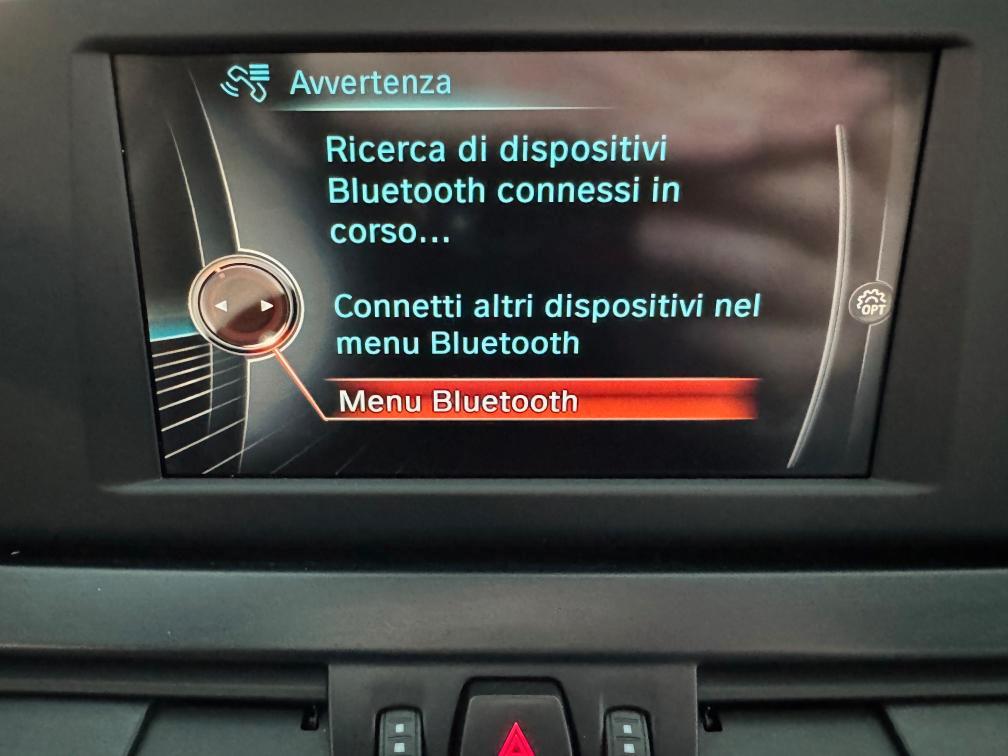 Avvertenza
Ricerca di dispositivi
Bluetooth connessi in
corso...
Connetti altri dispositivi nel
menu Bluetooth
OPT
Menu Bluetooth